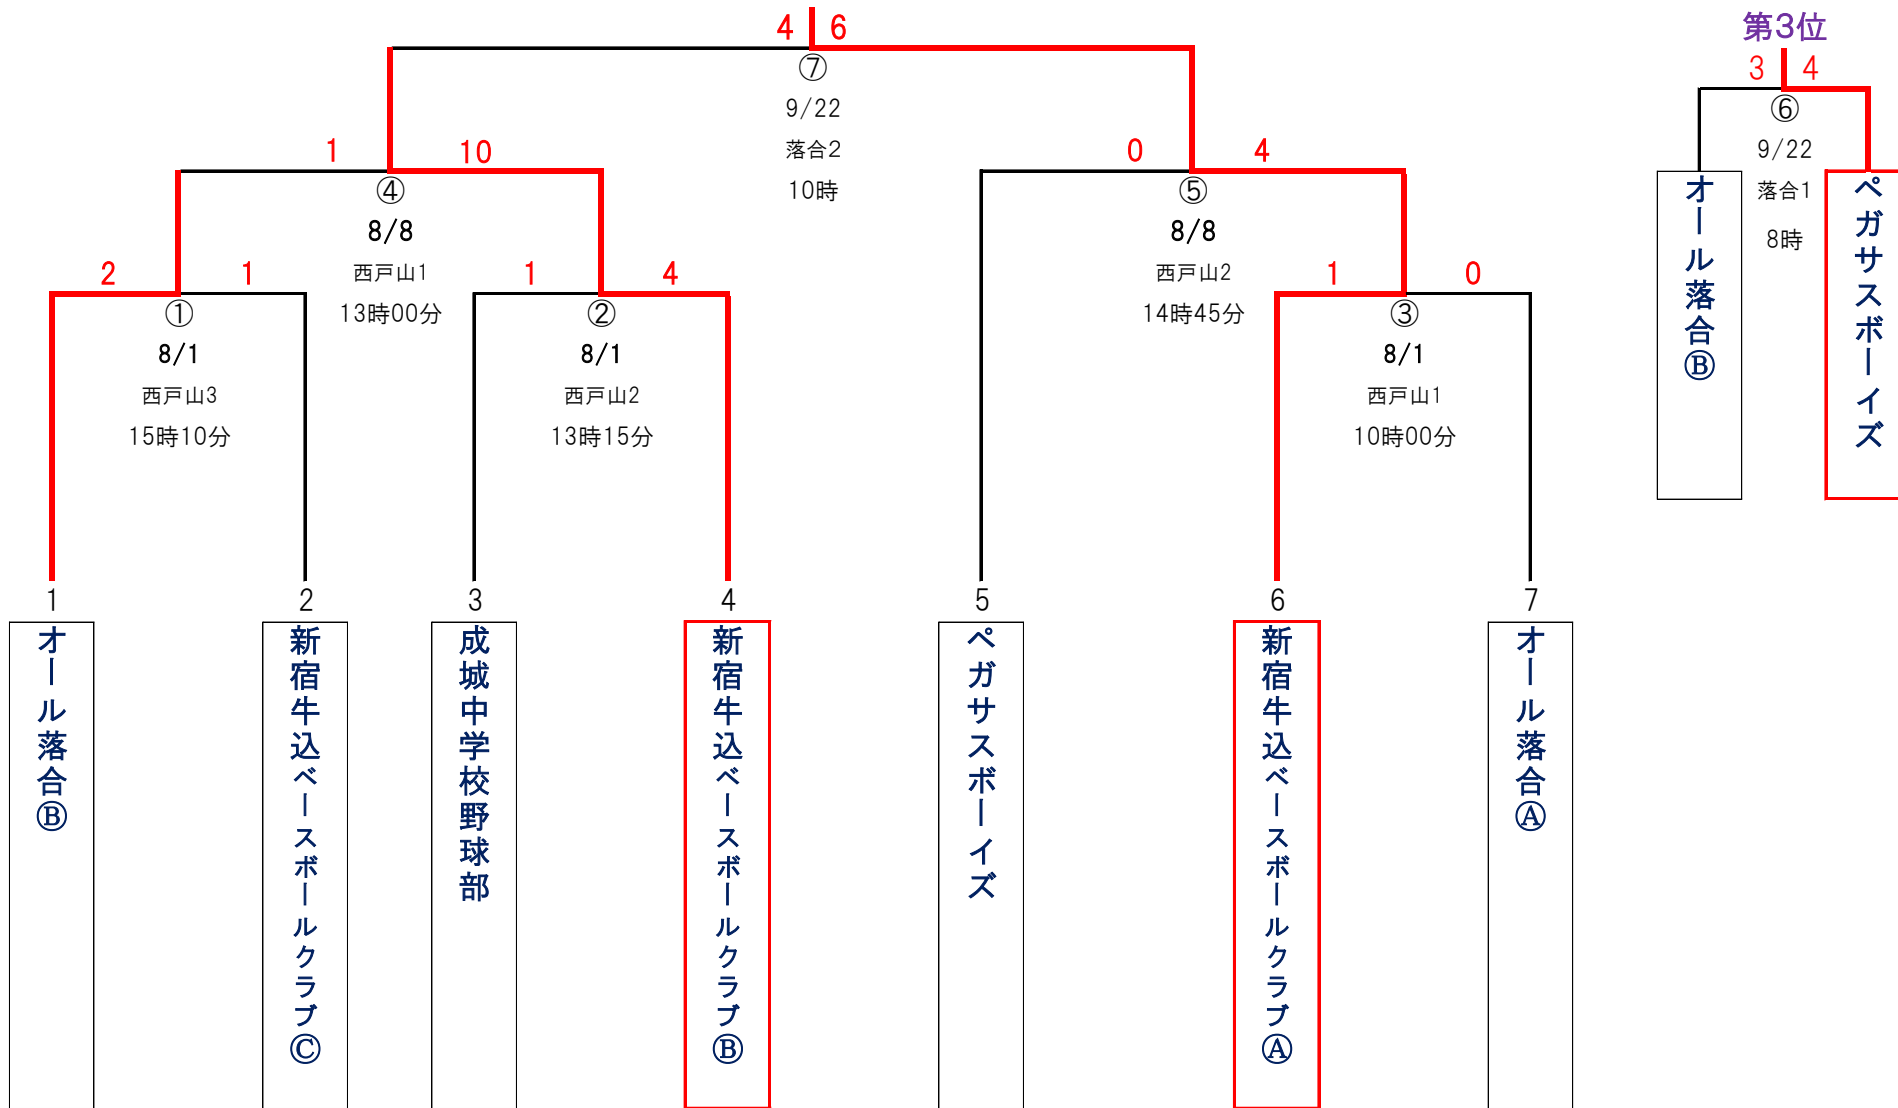 4 6
第3位
⑦
3 4
9/22
⑥
落合2
9/22
10時
落合1
8時
オール落合Ⓑ
ペガサスボーイズ
1 10
④
8/8
西戸山1
13時00分
0 4
⑤
8/8
西戸山2
14時45分
2 1
①
8/1
西戸山3
15時10分
1 4
②
8/1
西戸山2
13時15分
1 0
③
8/1
西戸山1
10時00分
1
オール落合Ⓑ
2
新宿牛込ベースボールクラブⒸ
3
成城中学校野球部
4
新宿牛込ベースボールクラブⒷ
5
ペガサスボーイズ
6
新宿牛込ベースボールクラブⒶ
7
オール落合Ⓐ